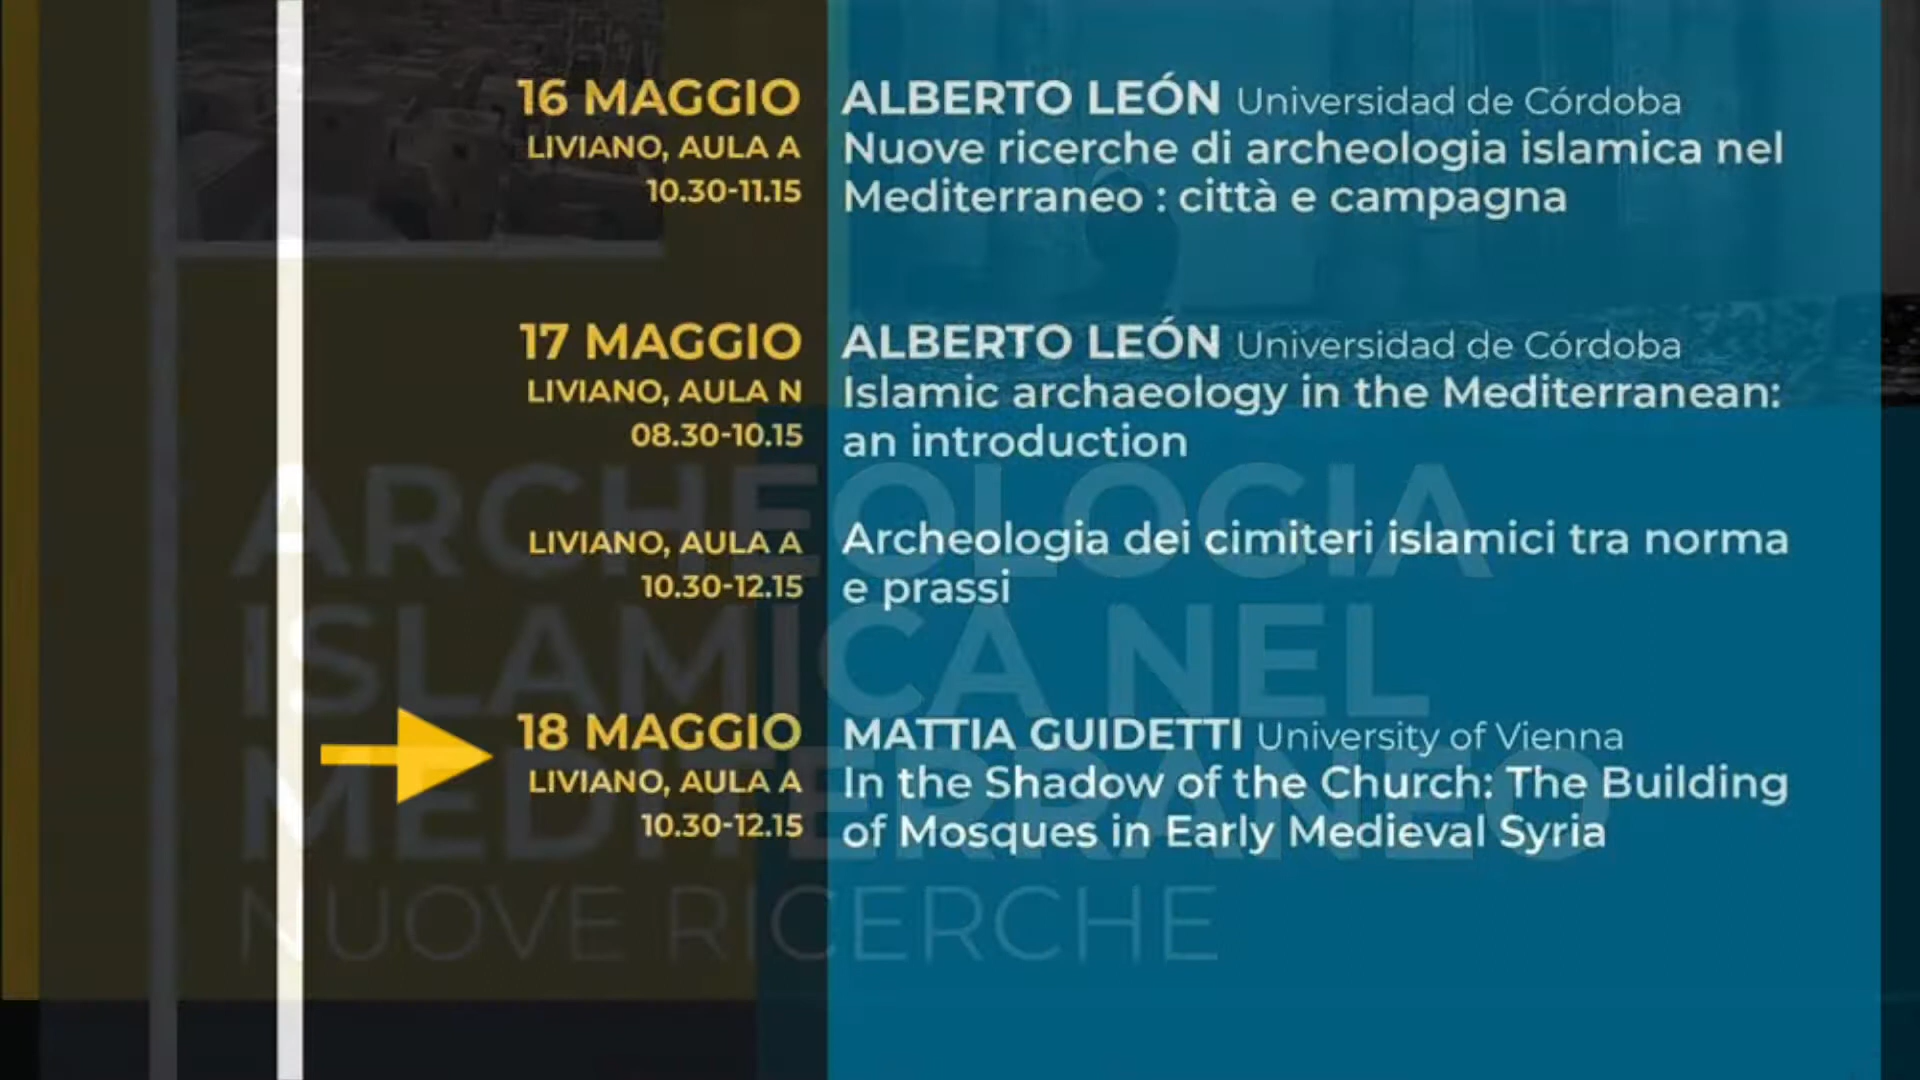 16 MAGGIO
LIVIANO, AULA A
10.30-11.15
ALBERTO LEÓN Universidad de Córdoba
Nuove ricerche di archeologia islamica nel
Mediterraneo : città e campagna
17 MAGGIO
LIVIANO, AULA N
08.30-10.15
ALBERTO LEÓN Universidad de Córdoba
Islamic archaeology in the Mediterranean:
an introduction
LIVIANO, AULA A
10.30-12.15
Archeologia dei cimiteri islamici tra norma
e prassi
18 MAGGIO
LIVIANO, AULA A
10.30-12.15
MATTIA GUIDETTI University of Vienna
In the Shadow of the Church: The Building
of Mosques in Early Medieval Syria
ARCHEOLOGIA
ISLAMICA NEL
MEDITERRANEO
NUOVE RICERCHE